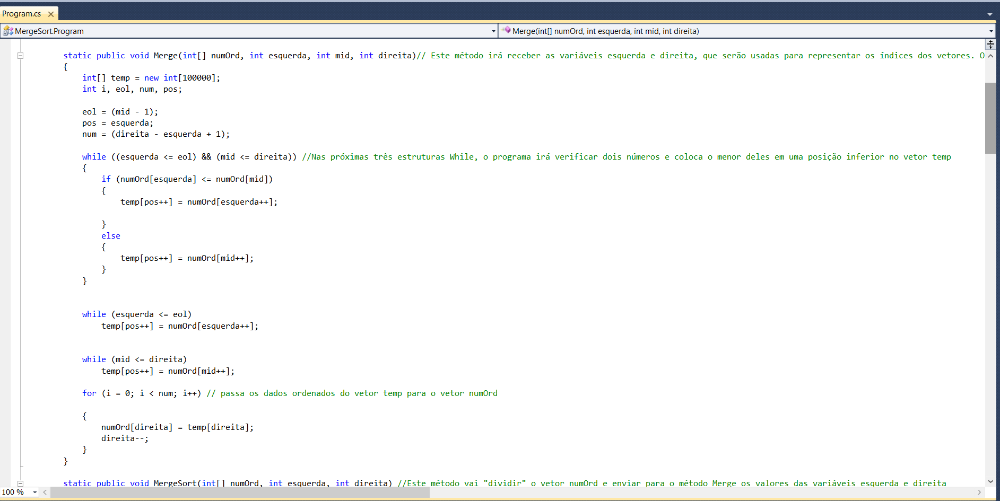 Program.cs
MergeSort.Program
Merge(int[] numOrd, int esquerda, int mid, int direita)
static public void Merge(int[] numOrd, int esquerda, int mid, int direita)// Este método irá receber as variáveis esquerda e direita, que serão usadas para representar os índices dos vetores. O
{
int[] temp = new int[100000];
int i, eol, num, pos;
eol = (mid - 1);
pos = esquerda;
num = (direita - esquerda + 1);
while ((esquerda <= eol) && (mid <= direita)) //Nas próximas três estruturas While, o programa irá verificar dois números e coloca o menor deles em uma posição inferior no vetor temp
{
if (numOrd[esquerda] <= numOrd[mid])
{
temp[pos++] = numOrd[esquerda++];
}
else
{
temp[pos++] = numOrd[mid++];
}
}
while (esquerda <= eol)
temp[pos++] = numOrd[esquerda++];
while (mid <= direita)
temp[pos++] = numOrd[mid++];
for (i = 0; i < num; i++) // passa os dados ordenados do vetor temp para o vetor numOrd
{
numOrd[direita] = temp[direita];
direita--;
}
}
static public void MergeSort(int[] numOrd, int esquerda, int direita) //Este método vai "dividir" o vetor numOrd e enviar para o método Merge os valores das variáveis esquerda e direita
100 %